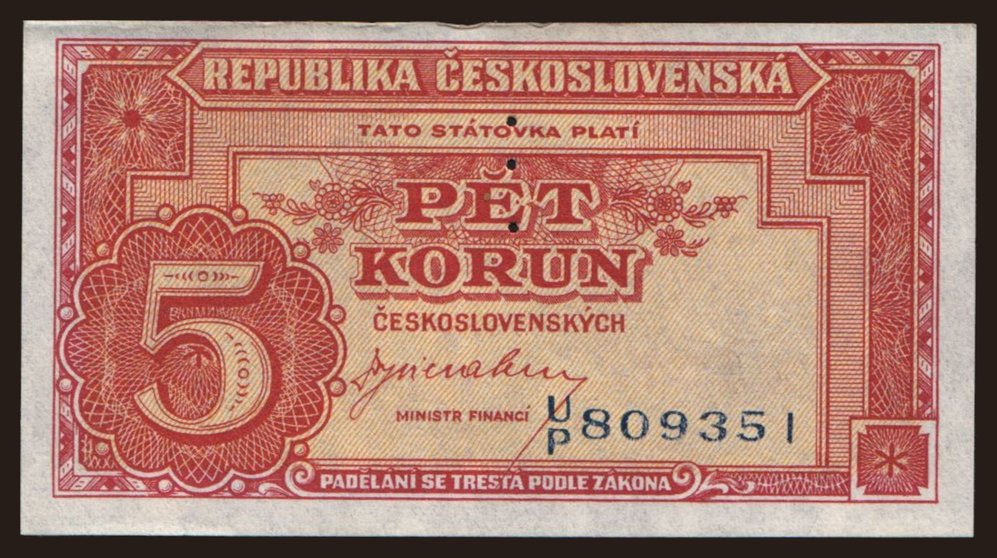 REPUBLIKA ČESKOSLOVENSKÁ
TATO STÁTOVKA PLATÍ
PĚT
KORUN
ČESKOSLOVENSKÝCH
5
MINISTR FINANCÍ
U/P 809351
PADĚLÁNÍ SE TRESTÁ PODLE ZÁKONA